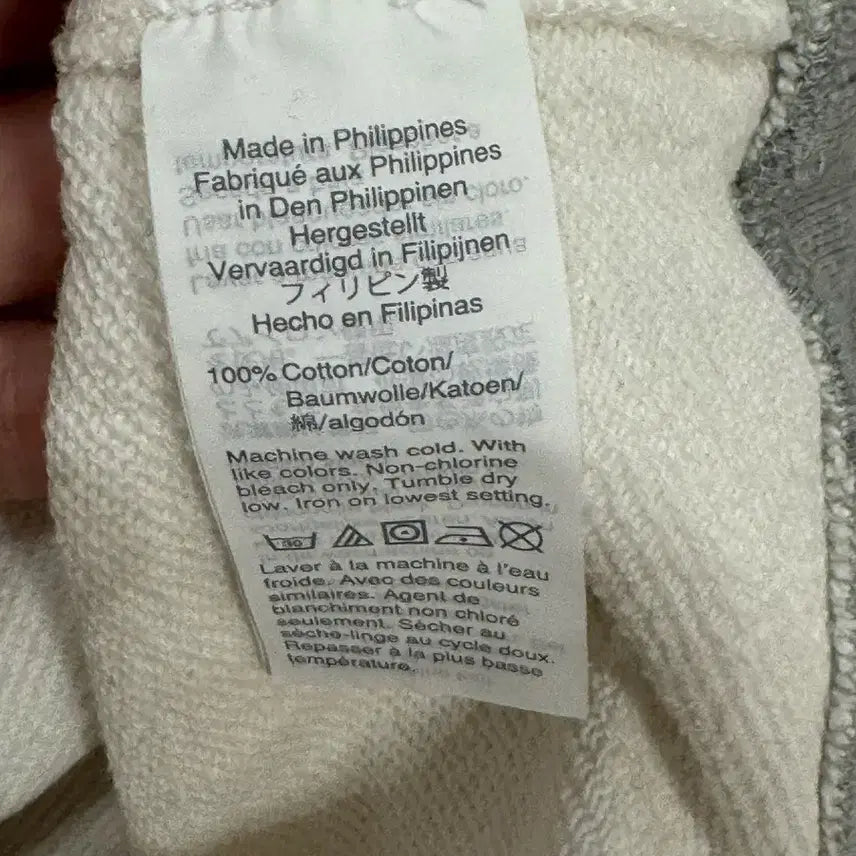 Made in Philippines
Fabriqué aux Philippines
in Den Philippinen
Hergestellt
Vervaardigd in Filipijnen
フィリピン製
Hecho en Filipinas
100% Cotton/Coton/
Baumwolle/Katoen/
綿/algodón
Machine wash cold. With
like colors. Non-chlorine
bleach only. Tumble dry
low. Iron on lowest setting.
30
Laver à la machine à l'eau
froide. Avec des couleurs
similaires. Agent de
blanchiment non chloré
seulement. Sécher au
sèche-linge au cycle doux.
Repasser à la plus basse
température.